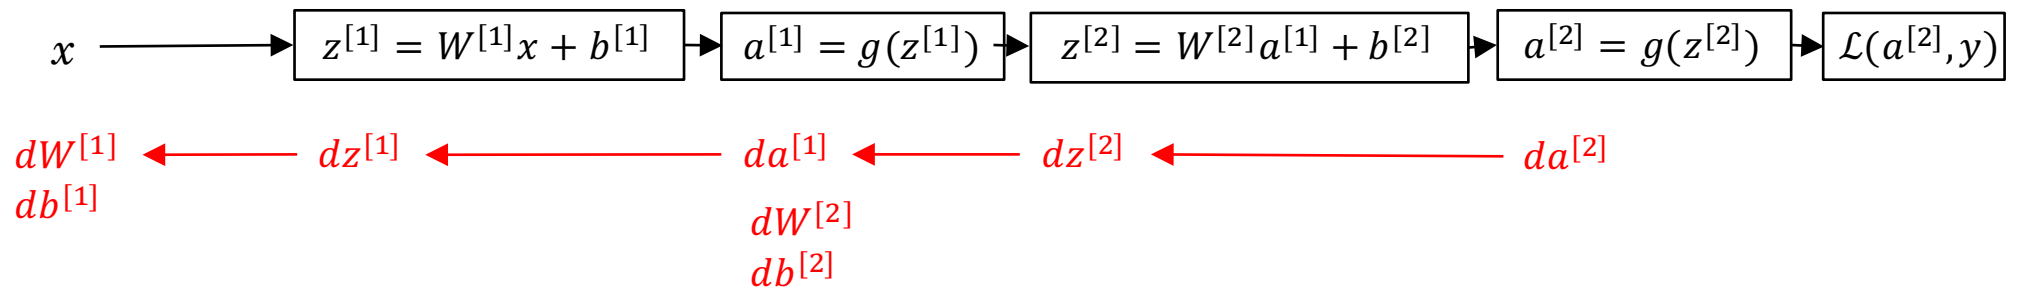 x z^[1] = W^[1]x + b^[1] a^[1] = g(z^[1]) z^[2] = W^[2]a^[1] + b^[2] a^[2] = g(z^[2]) ℒ(a^[2], y)
dW^[1] dz^[1] da^[1] dz^[2] da^[2]
db^[1]
dW^[2]
db^[2]